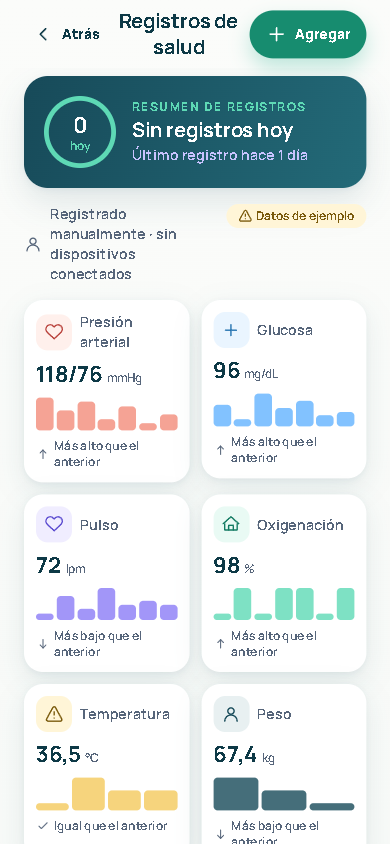 Atrás
Registros de
salud
Agregar
0
hoy
RESUMEN DE REGISTROS
Sin registros hoy
Último registro hace 1 día
Registrado
manualmente · sin
dispositivos
conectados
Datos de ejemplo
Presión
arterial
118/76 mmHg
Más alto que el
anterior
Glucosa
96 mg/dL
Más alto que el
anterior
Pulso
72 lpm
Más bajo que el
anterior
Oxigenación
98 %
Más alto que el
anterior
Temperatura
36,5 °C
Igual que el anterior
Peso
67,4 kg
Más bajo que el
anterior